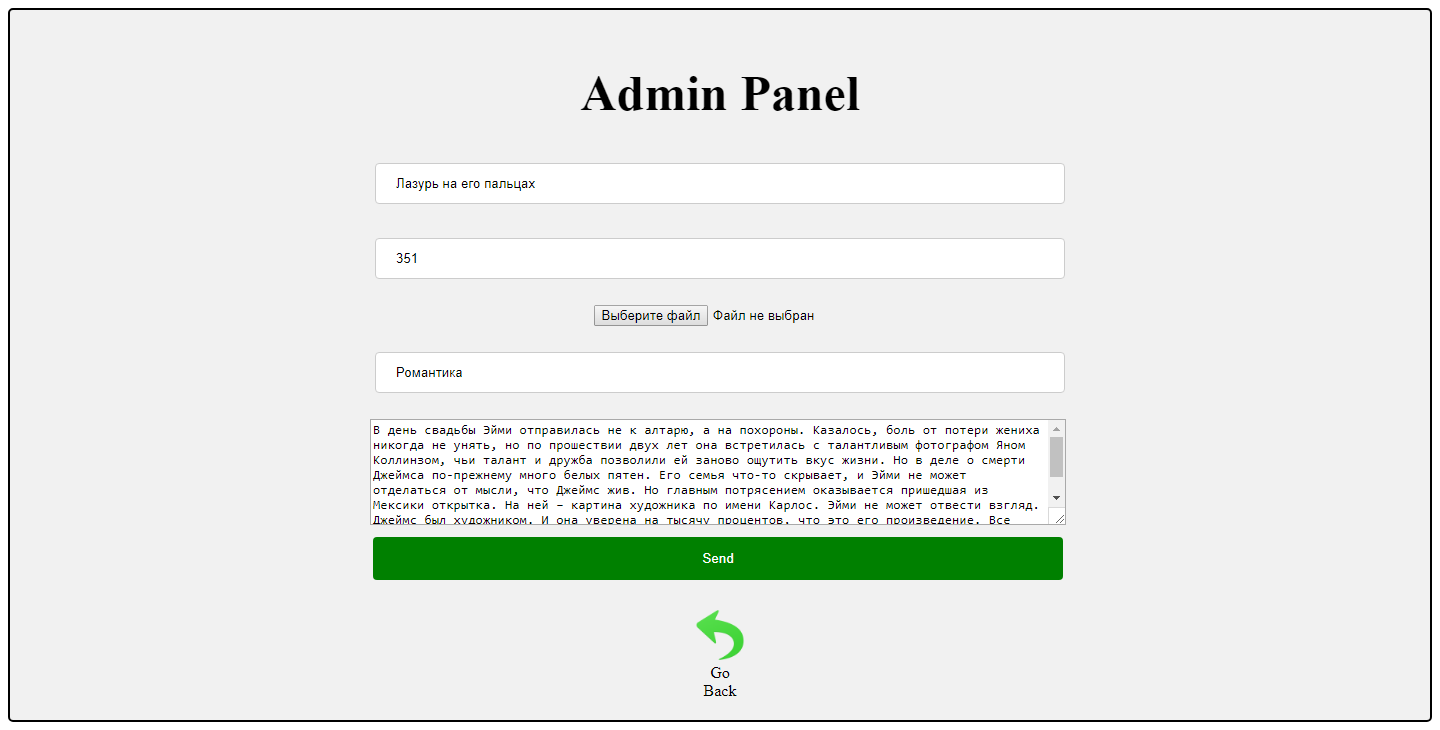 Admin Panel
Лазурь на его пальцах
351
Выберите файл Файл не выбран
Романтика
В день свадьбы Эйми отправилась не к алтарю, а на похороны. Казалось, боль от потери жениха
никогда не унять, но по прошествии двух лет она встретилась с талантливым фотографом Яном
Коллинзом, чьи талант и дружба позволили ей заново ощутить вкус жизни. Но в деле о смерти
Джеймса по-прежнему много белых пятен. Его семья что-то скрывает, и Эйми не может
отделаться от мысли, что Джеймс жив. Но главным потрясением оказывается пришедшая из
Мексики открытка. На ней – картина художника по имени Карлос. Эйми не может отвести взгляд.
Джеймс был художником. И она уверена на тысячу процентов, что это его произведение. Все
Send
Go
Back